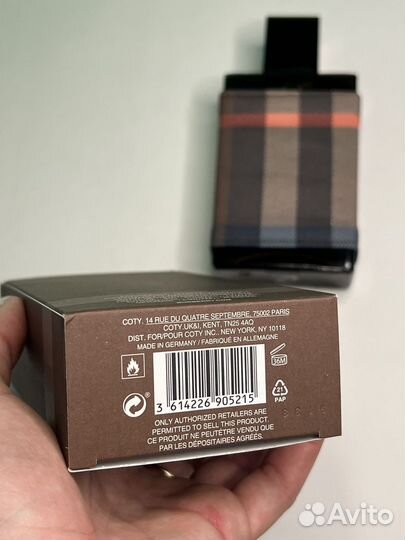 COTY. 14 RUE DU QUATRE SEPTEMBRE, 75002 PARIS
COTY.UK&I, KENT, TN25 4AQ
DIST. FOR/POUR COTY INC., NEW YORK, NY 10118
MADE IN GERMANY / FABRIQUÉ EN ALLEMAGNE
36M
3 614226 905215
21
PAP
ONLY AUTHORIZED RETAILERS ARE
PERMITTED TO SELL THIS PRODUCT.
CE PRODUIT NE PEUT ÊTRE VENDU QUE
PAR LES DÉPOSITAIRES AGRÉÉS.
Avito